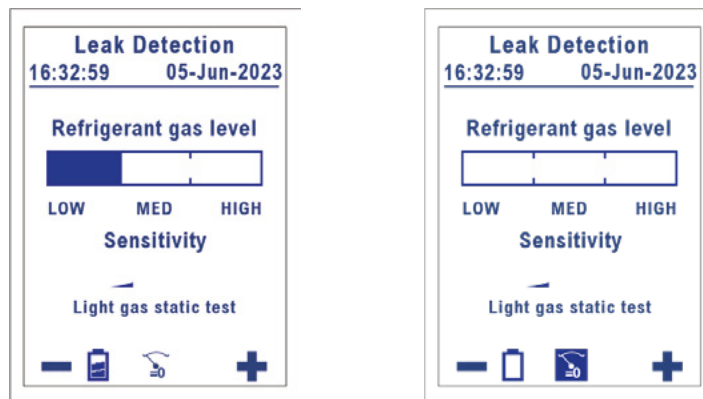 Leak Detection
16:32:59 05-Jun-2023
Refrigerant gas level
LOW MED HIGH
Sensitivity
Light gas static test
=0
Leak Detection
16:32:59 05-Jun-2023
Refrigerant gas level
LOW MED HIGH
Sensitivity
Light gas static test
=0